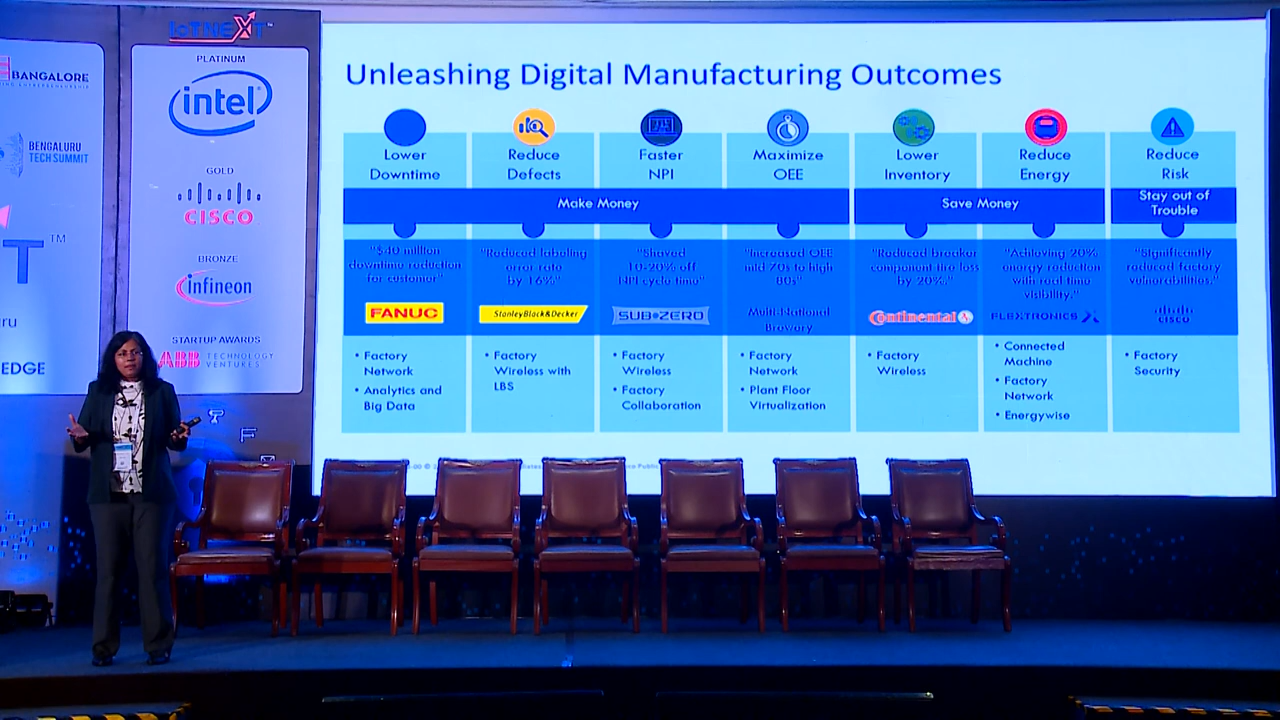 BANGALORE
BENGALURU
TECH SUMMIT
T™
EDGE
IoTNEXT™
PLATINUM
intel
GOLD
CISCO
BRONZE
infineon
STARTUP AWARDS
ABB TECHNOLOGY
VENTURES
Unleashing Digital Manufacturing Outcomes
Lower
Downtime
Reduce
Defects
Faster
NPI
Maximize
OEE
Lower
Inventory
Reduce
Energy
Reduce
Risk
Make Money
Save Money
Stay out of
Trouble
"$40 million
downtime reduction
for customer"
FANUC
"Reduced labeling
error rate
by 16%"
StanleyBlack&Decker
"Shaved
10-20% off
NPI cycle time"
SUB-ZERO
"Increased OEE
mid 70s to high
80s"
Multi-National
Brewery
"Reduced breaker
component tire loss
by 20%."
Continental
"Achieving 20%
energy reduction
with real time
visibility."
FLEXTRONICS
"Significantly
reduced factory
vulnerabilities."
CISCO
• Factory
Network
• Analytics and
Big Data
• Factory
Wireless with
LBS
• Factory
Wireless
• Factory
Collaboration
• Factory
Network
• Plant Floor
Virtualization
• Factory
Wireless
• Connected
Machine
• Factory
Network
• Energywise
• Factory
Security